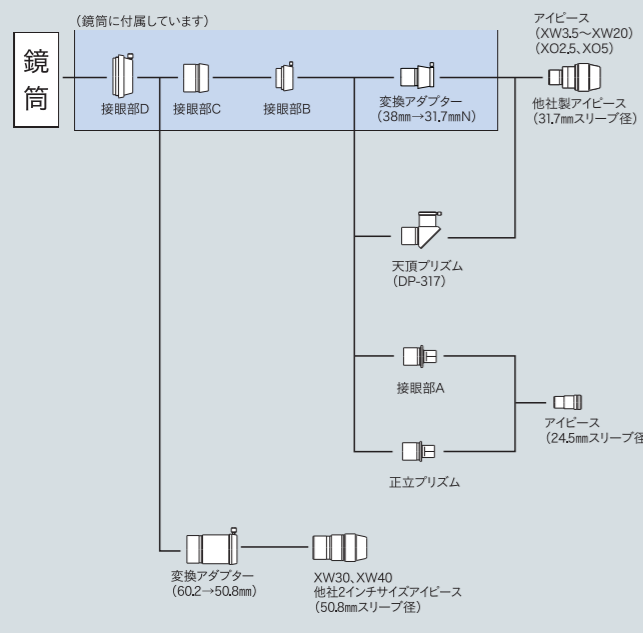 (鏡筒に付属しています)
鏡筒
接眼部D
接眼部C
接眼部B
変換アダプター
(38mm→31.7mmN)
アイピース
(XW3.5〜XW20)
(XO2.5、XO5)
他社製アイピース
(31.7mmスリーブ径)
天頂プリズム
(DP-317)
接眼部A
アイピース
(24.5mmスリーブ径
正立プリズム
変換アダプター
(60.2→50.8mm)
XW30、XW40
他社2インチサイズアイピース
(50.8mmスリーブ径)